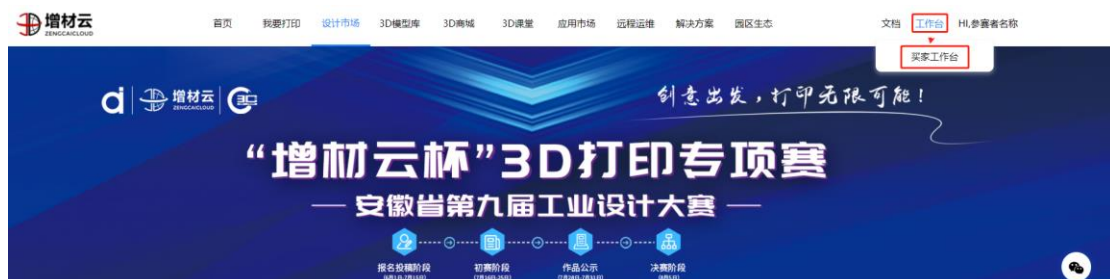 增材云
ZENGCAICLOUD
首页 我要打印 设计市场 3D模型库 3D商城 3D课堂 应用市场 远程运维 解决方案 园区生态 文档 工作台 HI,参赛者名称
买家工作台
增材云
创意出发，打印无限可能！
“增材云杯”3D打印专项赛
安徽省第九届工业设计大赛
报名投稿阶段 初赛阶段 作品公示 决赛阶段